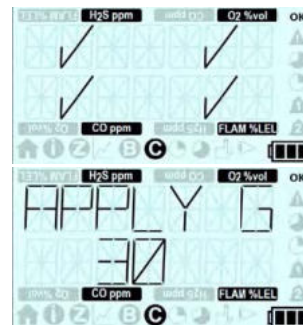 H2S ppm O2 %vol OK
CO ppm FLAM %LEL
B C
H2S ppm O2 %vol OK
APPLY G
30
CO ppm FLAM %LEL
B C